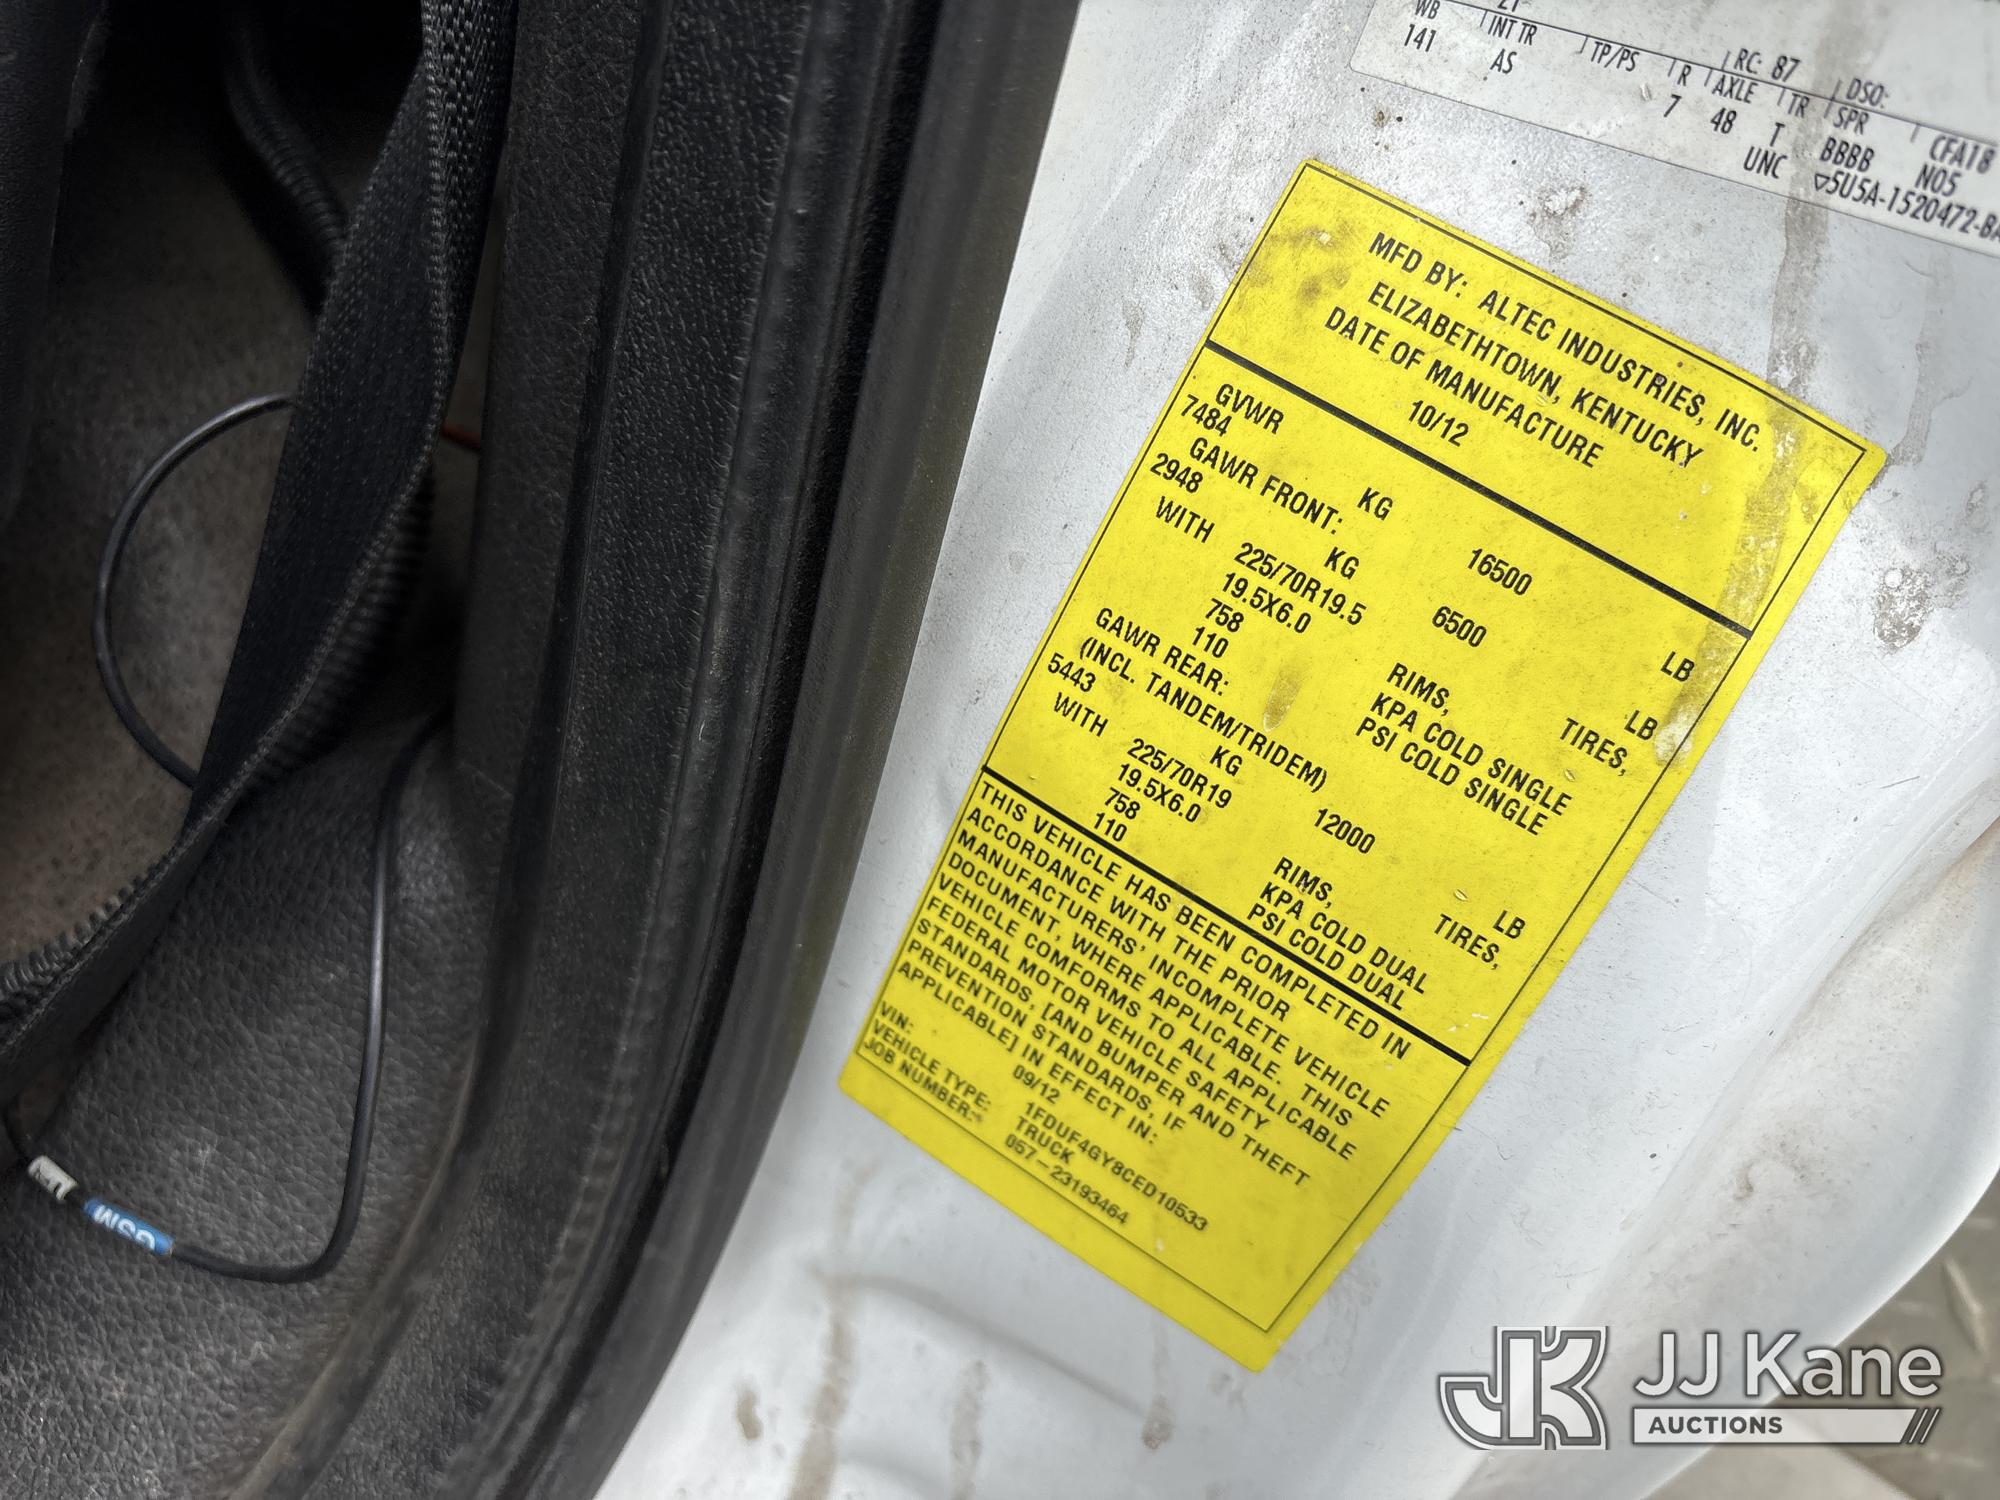 21
WB INT TR TP/PS R AXLE TR SPR
RC: 87 DSO:
141 AS 7 48 T BBBB CFA18
UNC N05
▽5U5A-1520472-BA
MFD BY: ALTEC INDUSTRIES, INC.
ELIZABETHTOWN, KENTUCKY
DATE OF MANUFACTURE
10/12
GVWR
7484 KG 16500 LB
GAWR FRONT:
2948 KG 6500 LB
WITH 225/70R19.5 TIRES,
19.5X6.0 RIMS,
758 KPA COLD SINGLE
110 PSI COLD SINGLE
GAWR REAR:
(INCL. TANDEM/TRIDEM)
5443 KG 12000 LB
WITH 225/70R19 TIRES,
19.5X6.0 RIMS,
758 KPA COLD DUAL
110 PSI COLD DUAL
THIS VEHICLE HAS BEEN COMPLETED IN
ACCORDANCE WITH THE PRIOR
MANUFACTURERS' INCOMPLETE VEHICLE
DOCUMENT, WHERE APPLICABLE. THIS
VEHICLE COMFORMS TO ALL APPLICABLE
FEDERAL MOTOR VEHICLE SAFETY
STANDARDS, [AND BUMPER AND THEFT
PREVENTION STANDARDS, IF
APPLICABLE] IN EFFECT IN:
09/12
VIN: 1FDUF4GY8CED10533
VEHICLE TYPE: TRUCK
JOB NUMBER: 057-23193464
GSM
JK JJ Kane
AUCTIONS